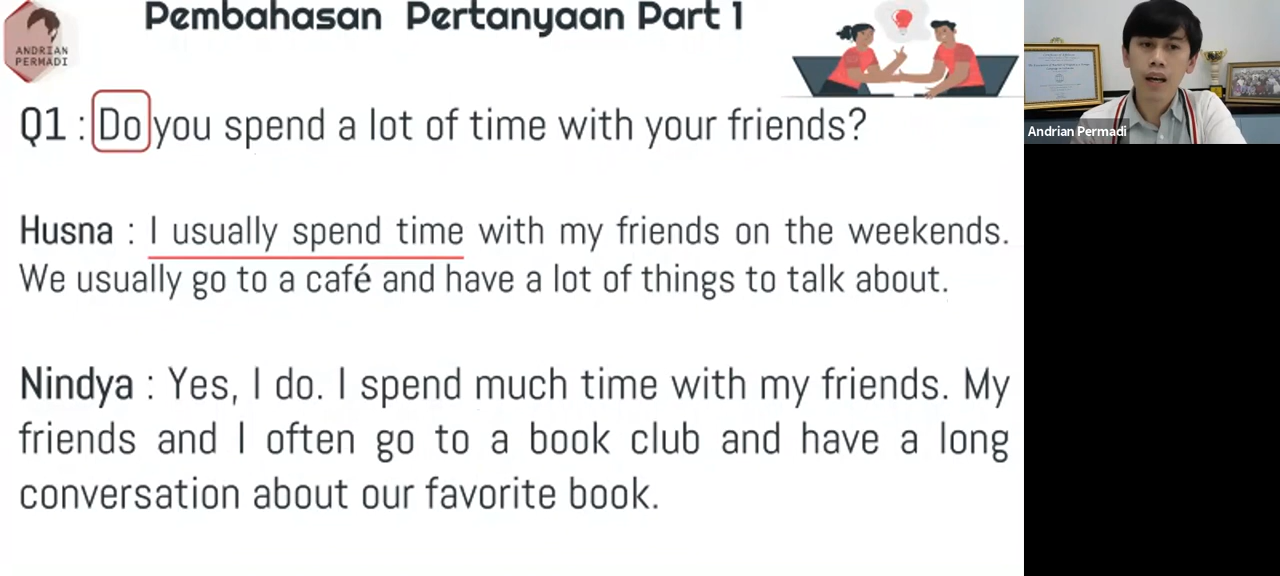 Pembahasan Pertanyaan Part 1
ANDRIAN
PERMADI
Q1 : Do you spend a lot of time with your friends?
Andrian Permadi
Husna : I usually spend time with my friends on the weekends.
We usually go to a café and have a lot of things to talk about.
Nindya : Yes, I do. I spend much time with my friends. My
friends and I often go to a book club and have a long
conversation about our favorite book.